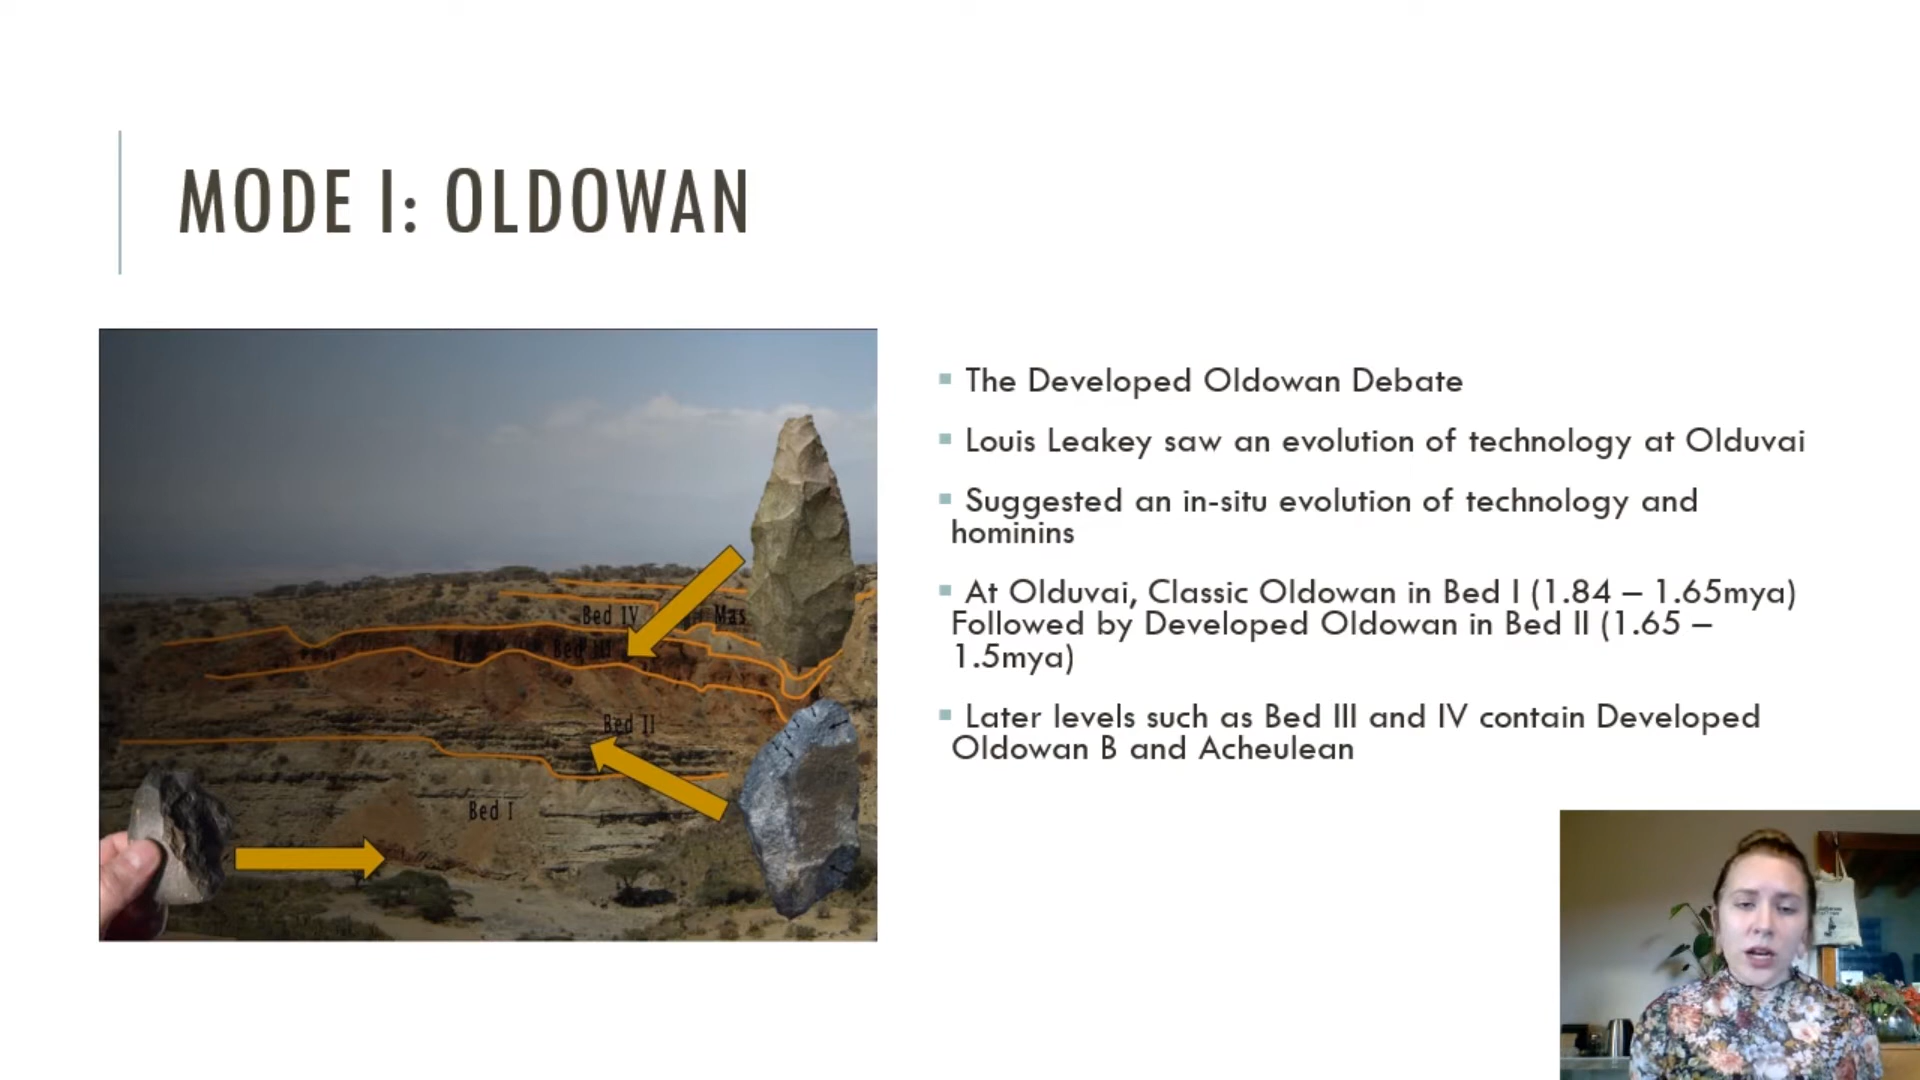 MODE I: OLDOWAN
Bed IV
Mas
Bed III
Bed II
Bed I
▪ The Developed Oldowan Debate
▪ Louis Leakey saw an evolution of technology at Olduvai
▪ Suggested an in-situ evolution of technology and
hominins
▪ At Olduvai, Classic Oldowan in Bed I (1.84 – 1.65mya)
Followed by Developed Oldowan in Bed II (1.65 –
1.5mya)
▪ Later levels such as Bed III and IV contain Developed
Oldowan B and Acheulean